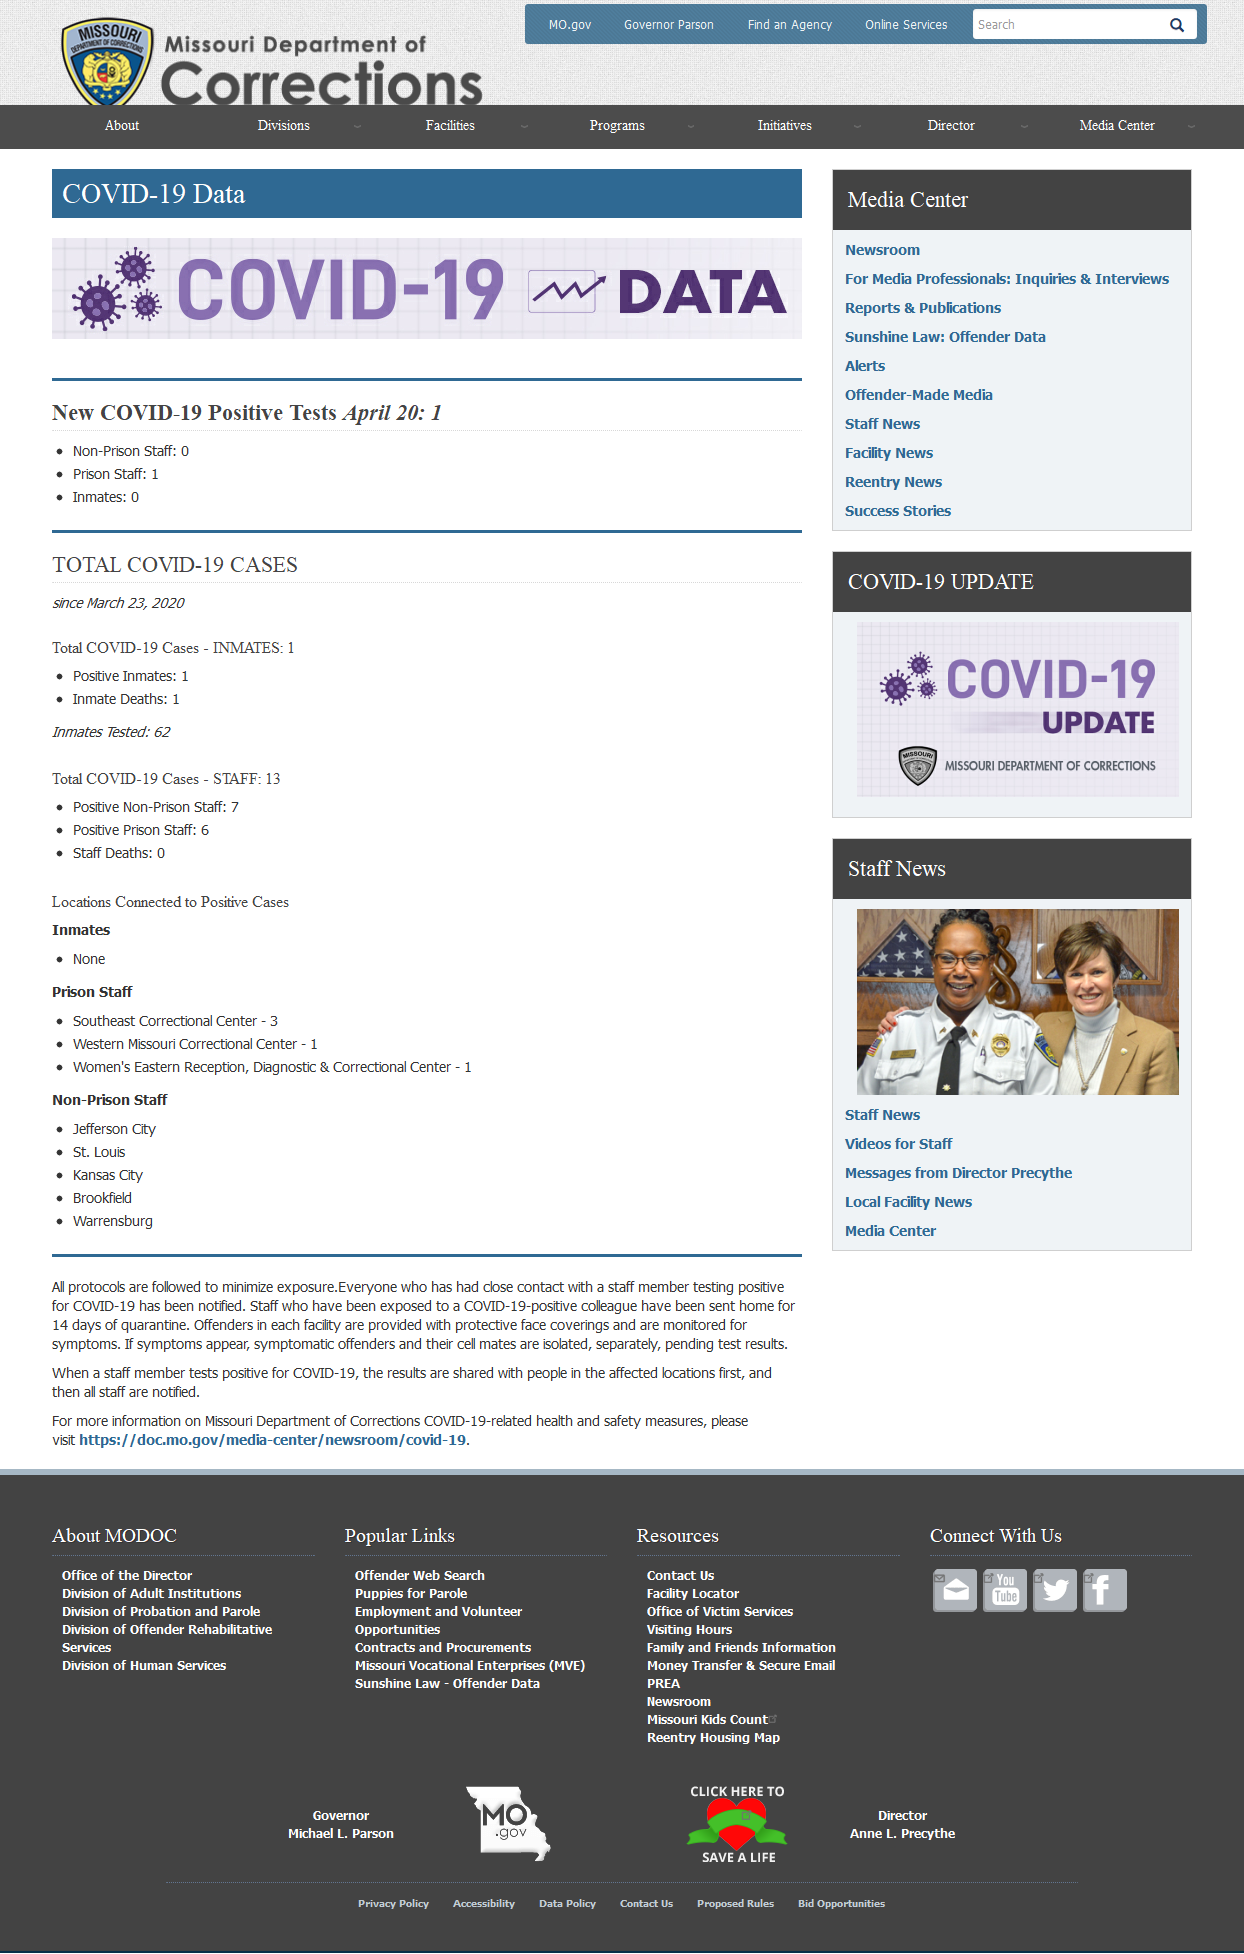 MISSOURI
DEPARTMENT OF CORRECTIONS
Missouri Department of
Corrections
MO.gov Governor Parson Find an Agency Online Services Search
About Divisions Facilities Programs Initiatives Director Media Center
COVID-19 Data
COVID-19 DATA
New COVID-19 Positive Tests April 20: 1
Non-Prison Staff: 0
Prison Staff: 1
Inmates: 0
TOTAL COVID-19 CASES
since March 23, 2020
Total COVID-19 Cases - INMATES: 1
Positive Inmates: 1
Inmate Deaths: 1
Inmates Tested: 62
Total COVID-19 Cases - STAFF: 13
Positive Non-Prison Staff: 7
Positive Prison Staff: 6
Staff Deaths: 0
Locations Connected to Positive Cases
Inmates
None
Prison Staff
Southeast Correctional Center - 3
Western Missouri Correctional Center - 1
Women's Eastern Reception, Diagnostic & Correctional Center - 1
Non-Prison Staff
Jefferson City
St. Louis
Kansas City
Brookfield
Warrensburg
All protocols are followed to minimize exposure.Everyone who has had close contact with a staff member testing positive
for COVID-19 has been notified. Staff who have been exposed to a COVID-19-positive colleague have been sent home for
14 days of quarantine. Offenders in each facility are provided with protective face coverings and are monitored for
symptoms. If symptoms appear, symptomatic offenders and their cell mates are isolated, separately, pending test results.
When a staff member tests positive for COVID-19, the results are shared with people in the affected locations first, and
then all staff are notified.
For more information on Missouri Department of Corrections COVID-19-related health and safety measures, please
visit https://doc.mo.gov/media-center/newsroom/covid-19.
Media Center
Newsroom
For Media Professionals: Inquiries & Interviews
Reports & Publications
Sunshine Law: Offender Data
Alerts
Offender-Made Media
Staff News
Facility News
Reentry News
Success Stories
COVID-19 UPDATE
COVID-19
UPDATE
MISSOURI
MISSOURI DEPARTMENT OF CORRECTIONS
Staff News
Staff News
Videos for Staff
Messages from Director Precythe
Local Facility News
Media Center
About MODOC
Office of the Director
Division of Adult Institutions
Division of Probation and Parole
Division of Offender Rehabilitative
Services
Division of Human Services
Popular Links
Offender Web Search
Puppies for Parole
Employment and Volunteer
Opportunities
Contracts and Procurements
Missouri Vocational Enterprises (MVE)
Sunshine Law - Offender Data
Resources
Contact Us
Facility Locator
Office of Victim Services
Visiting Hours
Family and Friends Information
Money Transfer & Secure Email
PREA
Newsroom
Missouri Kids Count
Reentry Housing Map
Connect With Us
You
Tube
Governor
Michael L. Parson
MO
.gov
CLICK HERE TO
SAVE A LIFE
Director
Anne L. Precythe
Privacy Policy Accessibility Data Policy Contact Us Proposed Rules Bid Opportunities